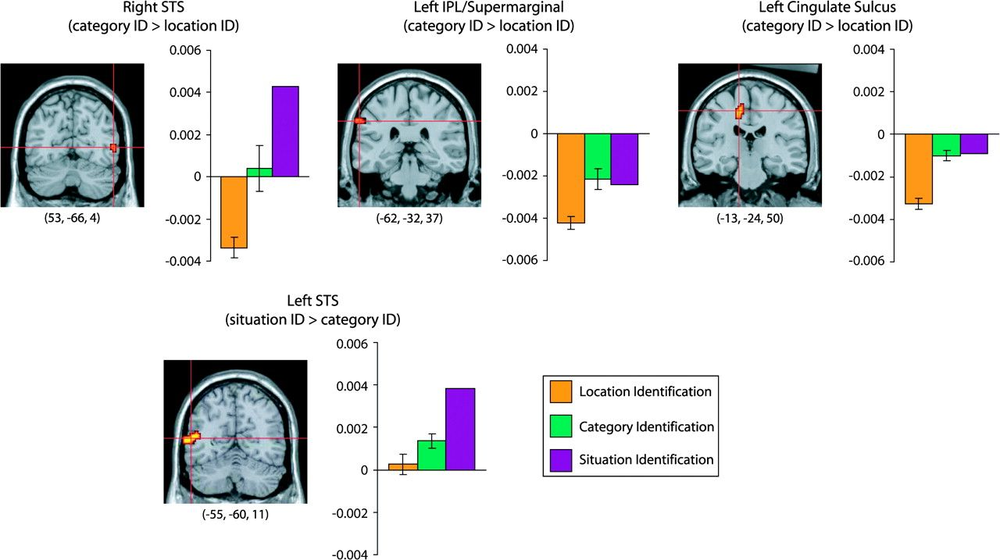 Right STS
(category ID > location ID)
0.006
0.004
0.002
0
-0.002
-0.004
(53, -66, 4)
Left IPL/Supermarginal
(category ID > location ID)
0.004
0.002
0
-0.002
-0.004
-0.006
(-62, -32, 37)
Left Cingulate Sulcus
(category ID > location ID)
0.004
0.002
0
-0.002
-0.004
-0.006
(-13, -24, 50)
Left STS
(situation ID > category ID)
0.006
0.004
0.002
0
-0.002
-0.004
(-55, -60, 11)
Location Identification
Category Identification
Situation Identification